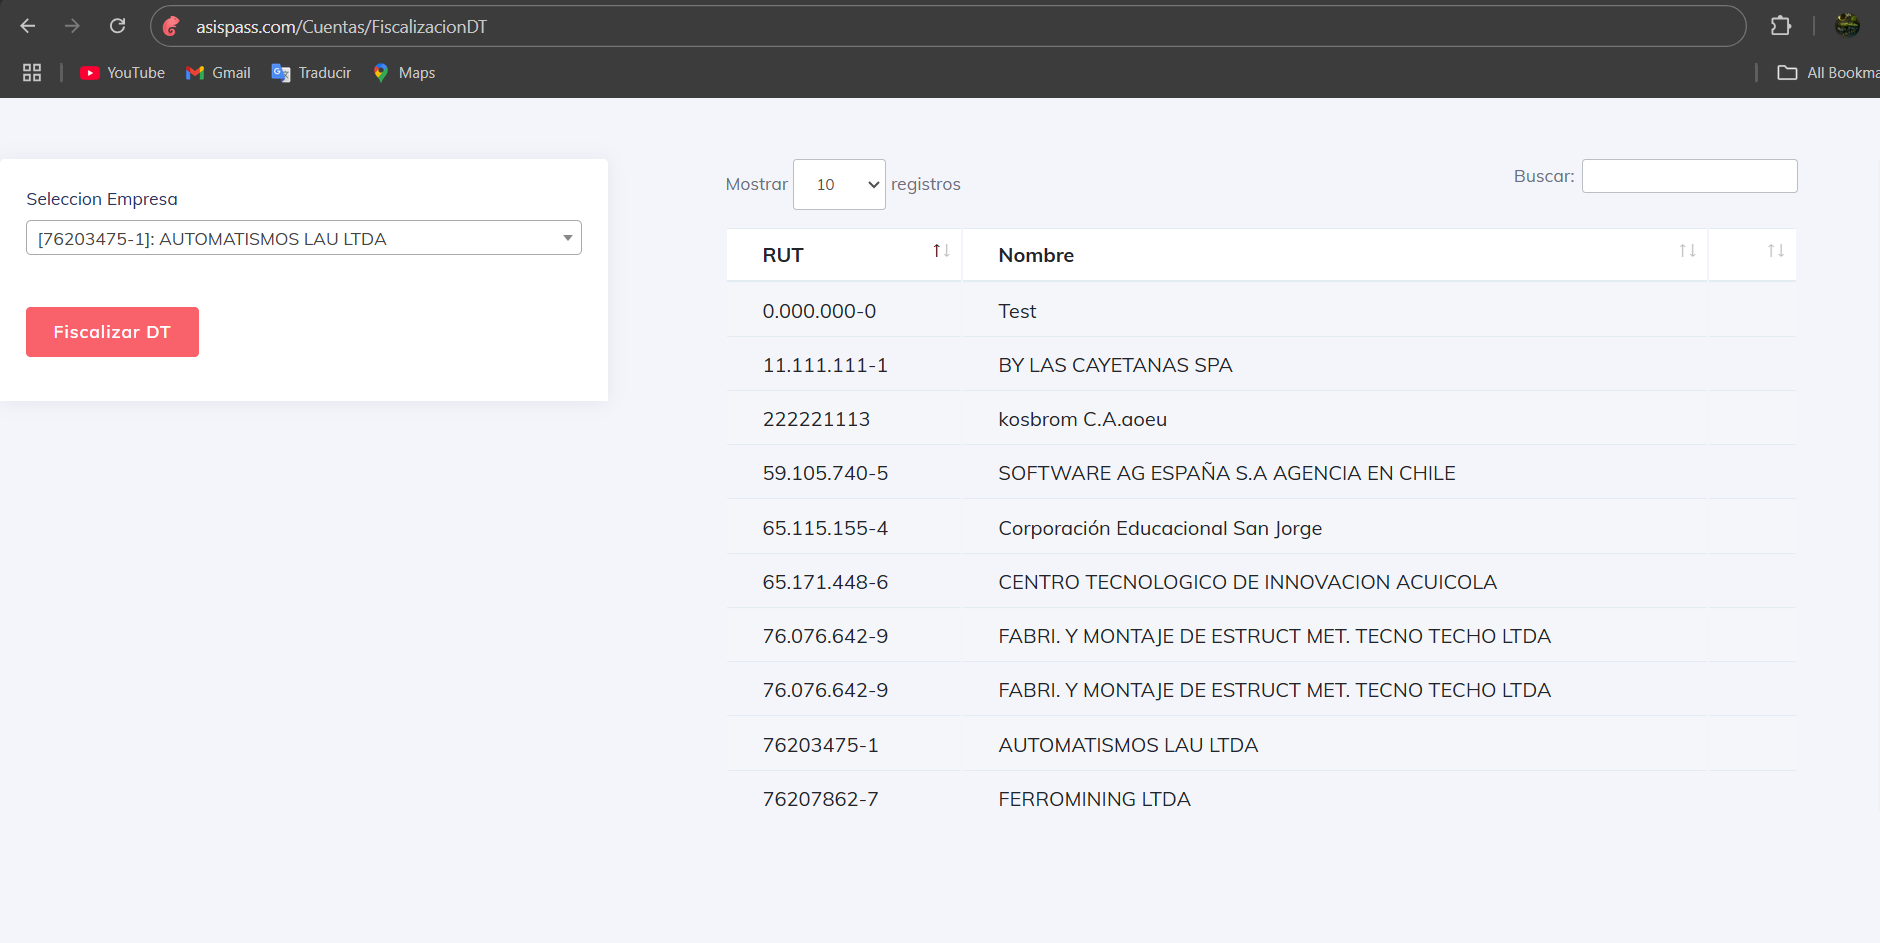 asispass.com/Cuentas/FiscalizacionDT
YouTube Gmail Traducir Maps All Bookma
Seleccion Empresa
[76203475-1]: AUTOMATISMOS LAU LTDA
Fiscalizar DT
Mostrar 10 registros Buscar:
RUT Nombre
0.000.000-0 Test
11.111.111-1 BY LAS CAYETANAS SPA
222221113 kosbrom C.A.aoeu
59.105.740-5 SOFTWARE AG ESPAÑA S.A AGENCIA EN CHILE
65.115.155-4 Corporación Educacional San Jorge
65.171.448-6 CENTRO TECNOLOGICO DE INNOVACION ACUICOLA
76.076.642-9 FABRI. Y MONTAJE DE ESTRUCT MET. TECNO TECHO LTDA
76.076.642-9 FABRI. Y MONTAJE DE ESTRUCT MET. TECNO TECHO LTDA
76203475-1 AUTOMATISMOS LAU LTDA
76207862-7 FERROMINING LTDA